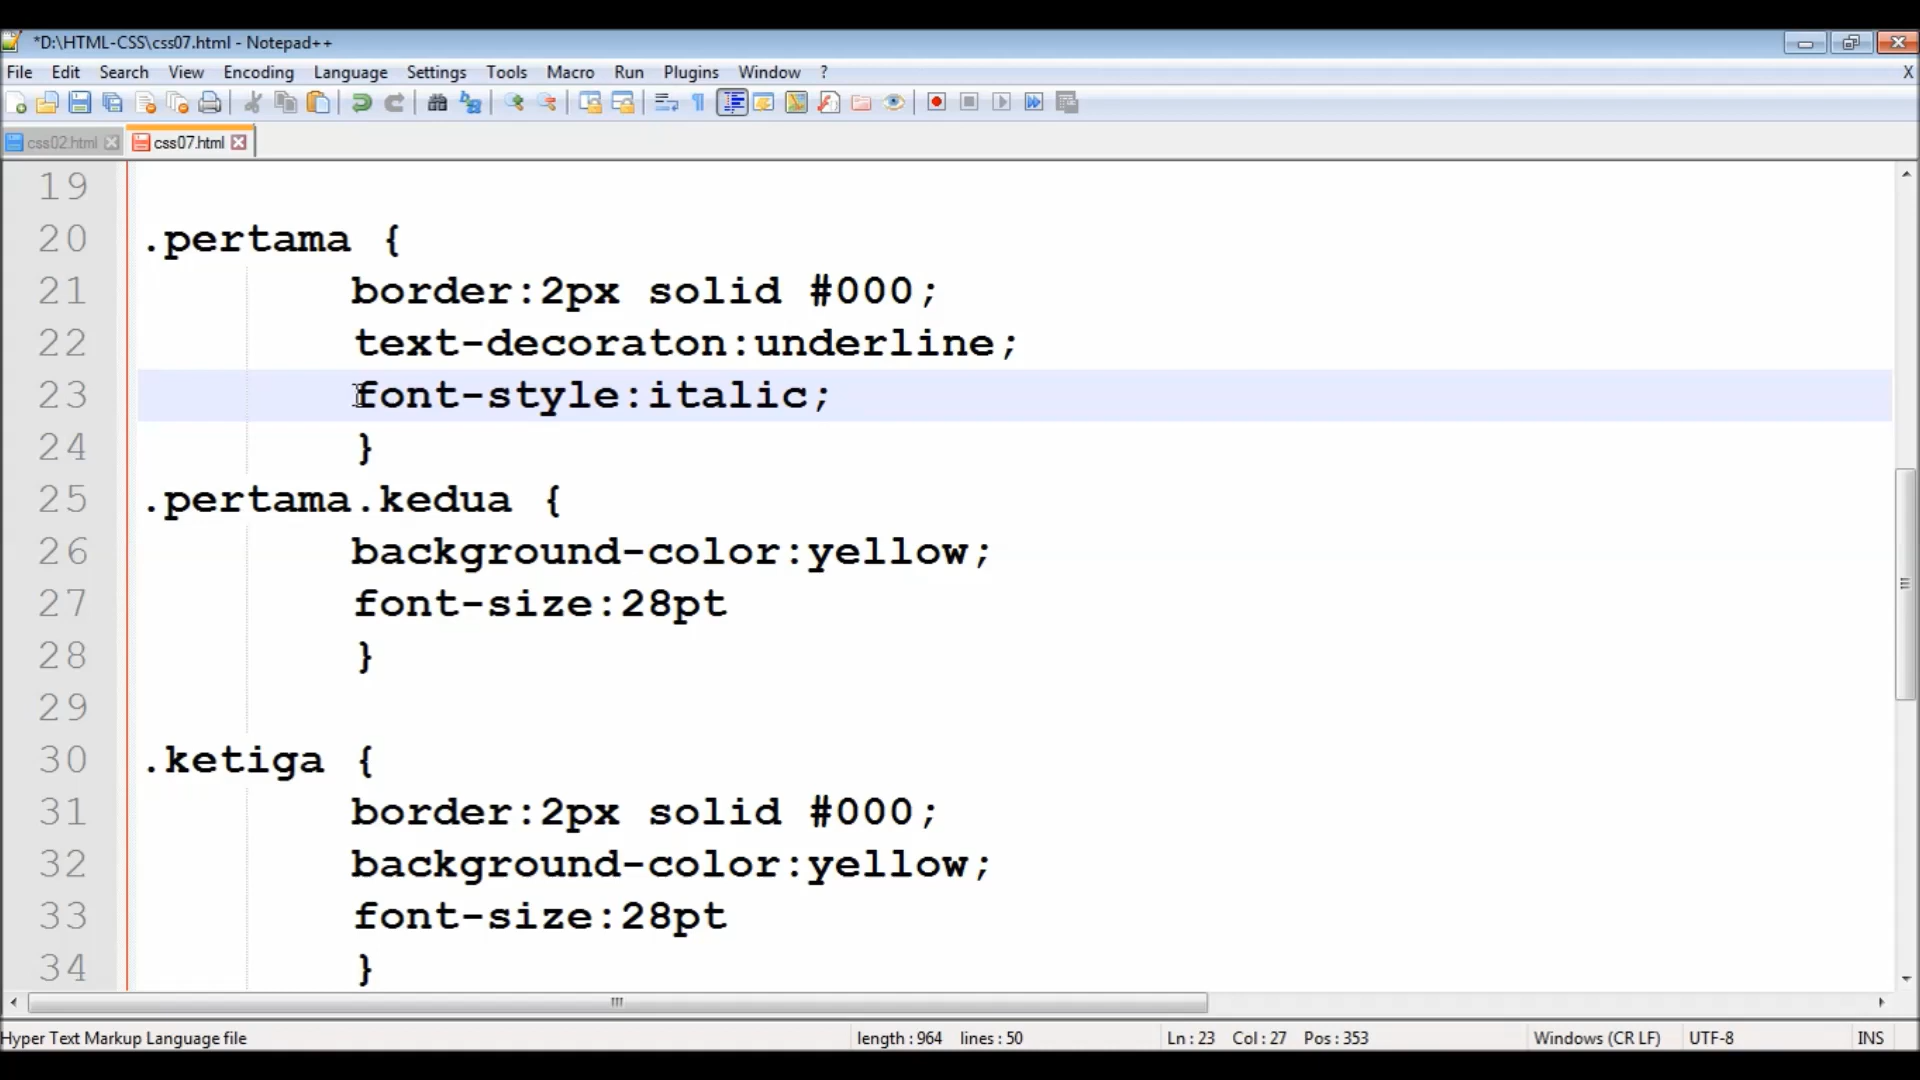 *D:\HTML-CSS\css07.html - Notepad++
File Edit Search View Encoding Language Settings Tools Macro Run Plugins Window ? X
css02.html css07.html
19
20 .pertama {
21 border:2px solid #000;
22 text-decoraton:underline;
23 font-style:italic;
24 }
25 .pertama.kedua {
26 background-color:yellow;
27 font-size:28pt
28 }
29
30 .ketiga {
31 border:2px solid #000;
32 background-color:yellow;
33 font-size:28pt
34 }
Hyper Text Markup Language file length : 964 lines : 50 Ln : 23 Col : 27 Pos : 353 Windows (CR LF) UTF-8 INS